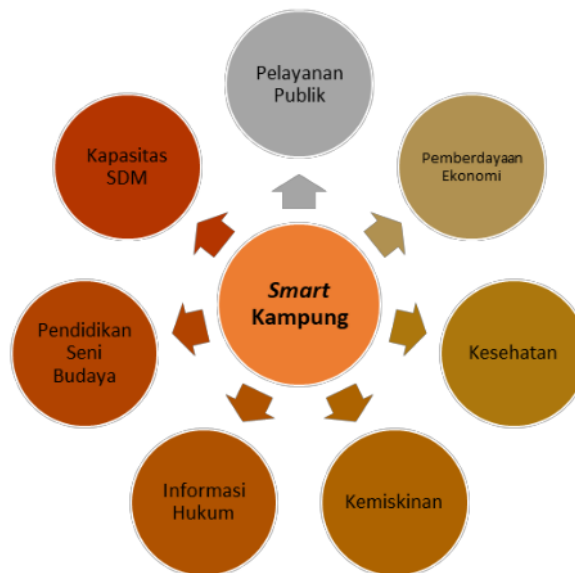 Pelayanan
Publik
Pemberdayaan
Ekonomi
Kesehatan
Kemiskinan
Informasi
Hukum
Pendidikan
Seni
Budaya
Kapasitas
SDM
Smart
Kampung